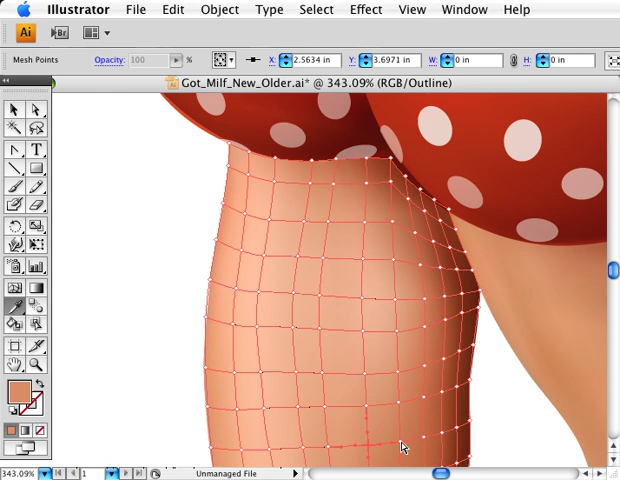 Illustrator File Edit Object Type Select Effect View Window Help
Ai Br
Mesh Points Opacity: 100 % X: 2.5634 in Y: 3.6971 in W: 0 in H: 0 in
Got_Milf_New_Older.ai* @ 343.09% (RGB/Outline)
T
343.09% 1 Unmanaged File